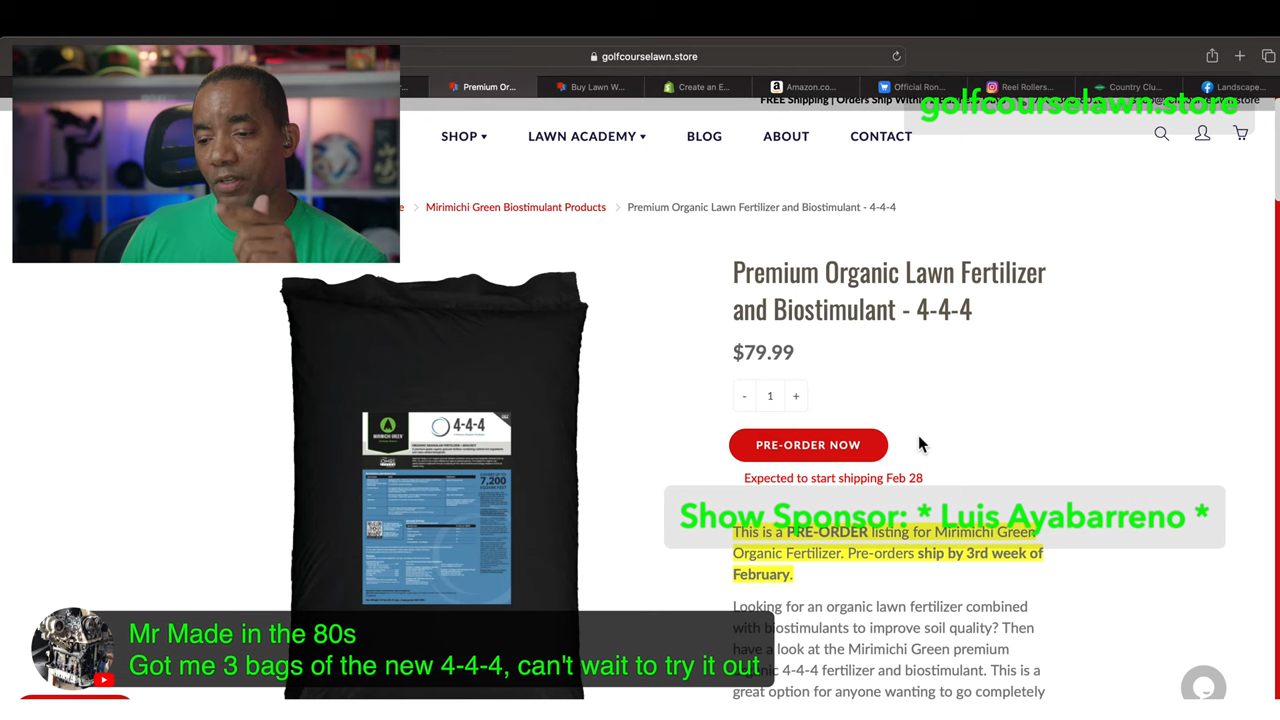 golfcourselawn.store
Premium Or...
Buy Lawn W...
Create an E...
Amazon.co...
Official Ron...
Reel Rollers...
Country Clu...
Landscape...
FREE Shipping | Orders Ship
golfcourselawn.store
SHOP
LAWN ACADEMY
BLOG
ABOUT
CONTACT
Mirimichi Green Biostimulant Products
Premium Organic Lawn Fertilizer and Biostimulant - 4-4-4
Premium Organic Lawn Fertilizer
and Biostimulant - 4-4-4
$79.99
- 1 +
PRE-ORDER NOW
Expected to start shipping Feb 28
Show Sponsor: * Luis Ayabarreno *
This is a PRE-ORDER listing for Mirimichi Green
Organic Fertilizer. Pre-orders ship by 3rd week of
February.
Looking for an organic lawn fertilizer combined
with biostimulants to improve soil quality? Then
have a look at the Mirimichi Green premium
organic 4-4-4 fertilizer and biostimulant. This is a
great option for anyone wanting to go completely
MIRIMICHI GREEN
4-4-4
7,200
Mr Made in the 80s
Got me 3 bags of the new 4-4-4, can't wait to try it out